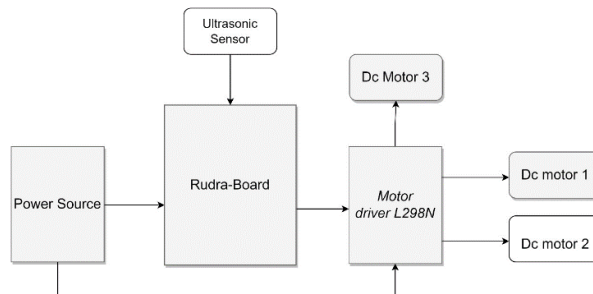 Ultrasonic
Sensor
Dc Motor 3
Rudra-Board
Power Source
Motor
driver L298N
Dc motor 1
Dc motor 2